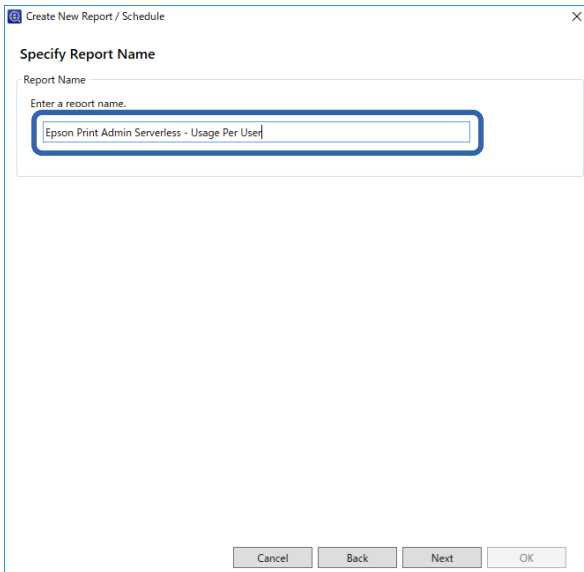 Create New Report / Schedule
Specify Report Name
Report Name
Enter a report name.
Epson Print Admin Serverless - Usage Per User
Cancel Back Next OK